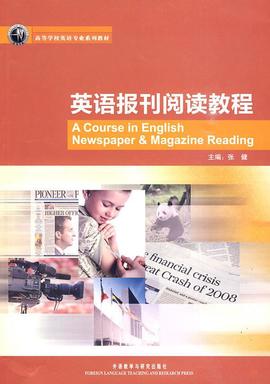 高等学校英语专业系列教材
英语报刊阅读教程
A Course in English
Newspaper & Magazine Reading
主编：张 健
PIONEER
HIGHER OFFICE
e financial crisis
eat Crash of 2008
外语教学与研究出版社
FOREIGN LANGUAGE TEACHING AND RESEARCH PRESS